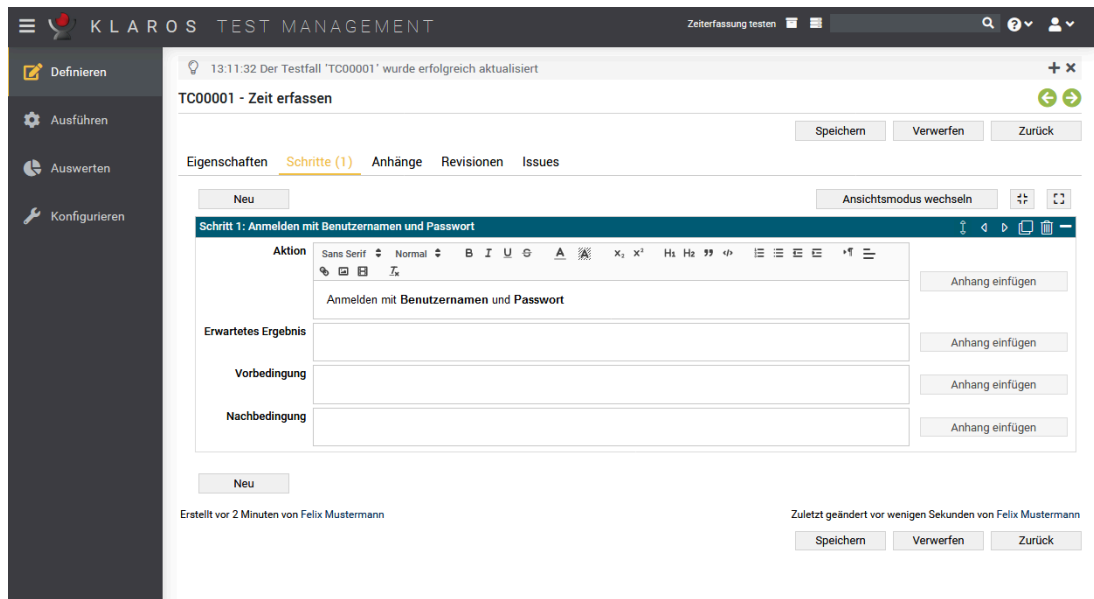 KLAROS TEST MANAGEMENT
Zeiterfassung testen
Definieren
Ausführen
Auswerten
Konfigurieren
13:11:32 Der Testfall 'TC00001' wurde erfolgreich aktualisiert
TC00001 - Zeit erfassen
Speichern Verwerfen Zurück
Eigenschaften Schritte (1) Anhänge Revisionen Issues
Neu Ansichtsmodus wechseln
Schritt 1: Anmelden mit Benutzernamen und Passwort
Aktion
Sans Serif Normal B I U S A A X₂ X² H₁ H₂
Anmelden mit Benutzernamen und Passwort
Anhang einfügen
Erwartetes Ergebnis
Anhang einfügen
Vorbedingung
Anhang einfügen
Nachbedingung
Anhang einfügen
Neu
Erstellt vor 2 Minuten von Felix Mustermann
Zuletzt geändert vor wenigen Sekunden von Felix Mustermann
Speichern Verwerfen Zurück